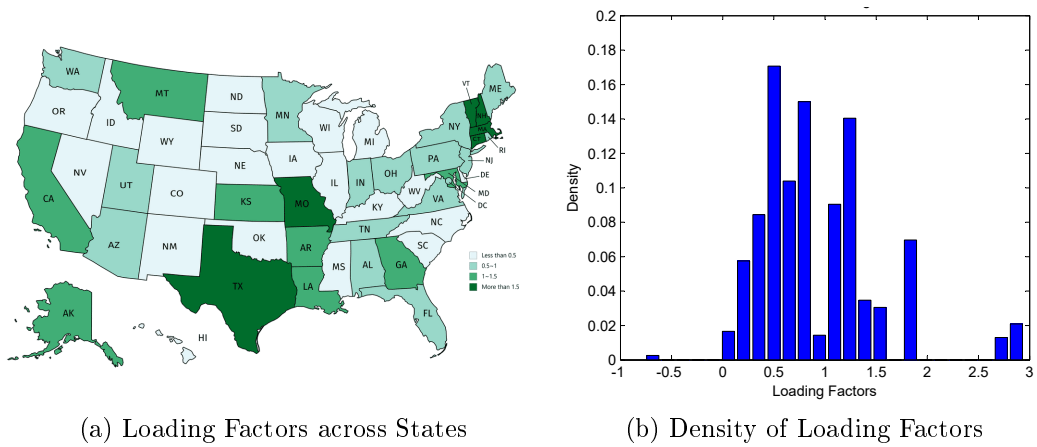 WA
OR
CA
NV
ID
MT
WY
UT
AZ
CO
NM
ND
SD
NE
KS
OK
TX
MN
IA
MO
AR
LA
WI
IL
MI
IN
OH
KY
TN
MS
AL
GA
FL
SC
NC
VA
WV
PA
NY
VT
NH
MA
CT
ME
RI
NJ
DE
MD
DC
AK
HI
Less than 0.5
0.5~1
1~1.5
More than 1.5
(a) Loading Factors across States
0.2
0.18
0.16
0.14
0.12
0.1
0.08
0.06
0.04
0.02
0
Density
-1 -0.5 0 0.5 1 1.5 2 2.5 3
Loading Factors
(b) Density of Loading Factors